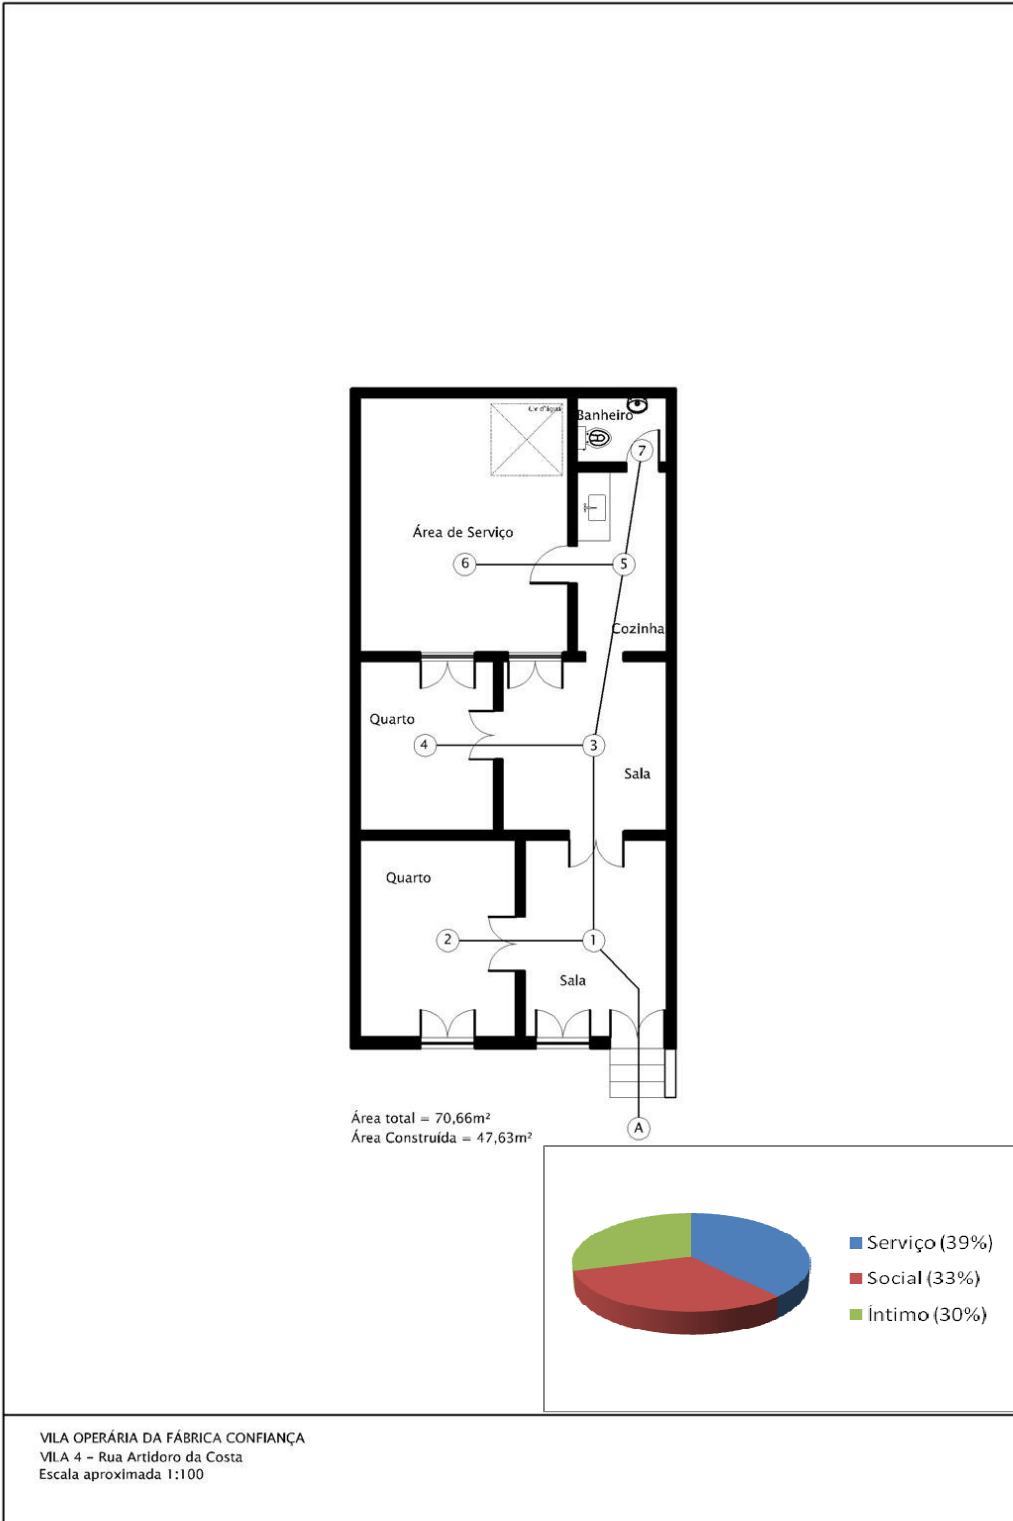 Cx d'água
Banheiro
7
Área de Serviço
6
5
Cozinha
Quarto
4
3
Sala
Quarto
2
1
Sala
Área total = 70,66m²
Área Construída = 47,63m²
A
Serviço (39%)
Social (33%)
Íntimo (30%)
VILA OPERÁRIA DA FÁBRICA CONFIANÇA
VILA 4 – Rua Artidoro da Costa
Escala aproximada 1:100